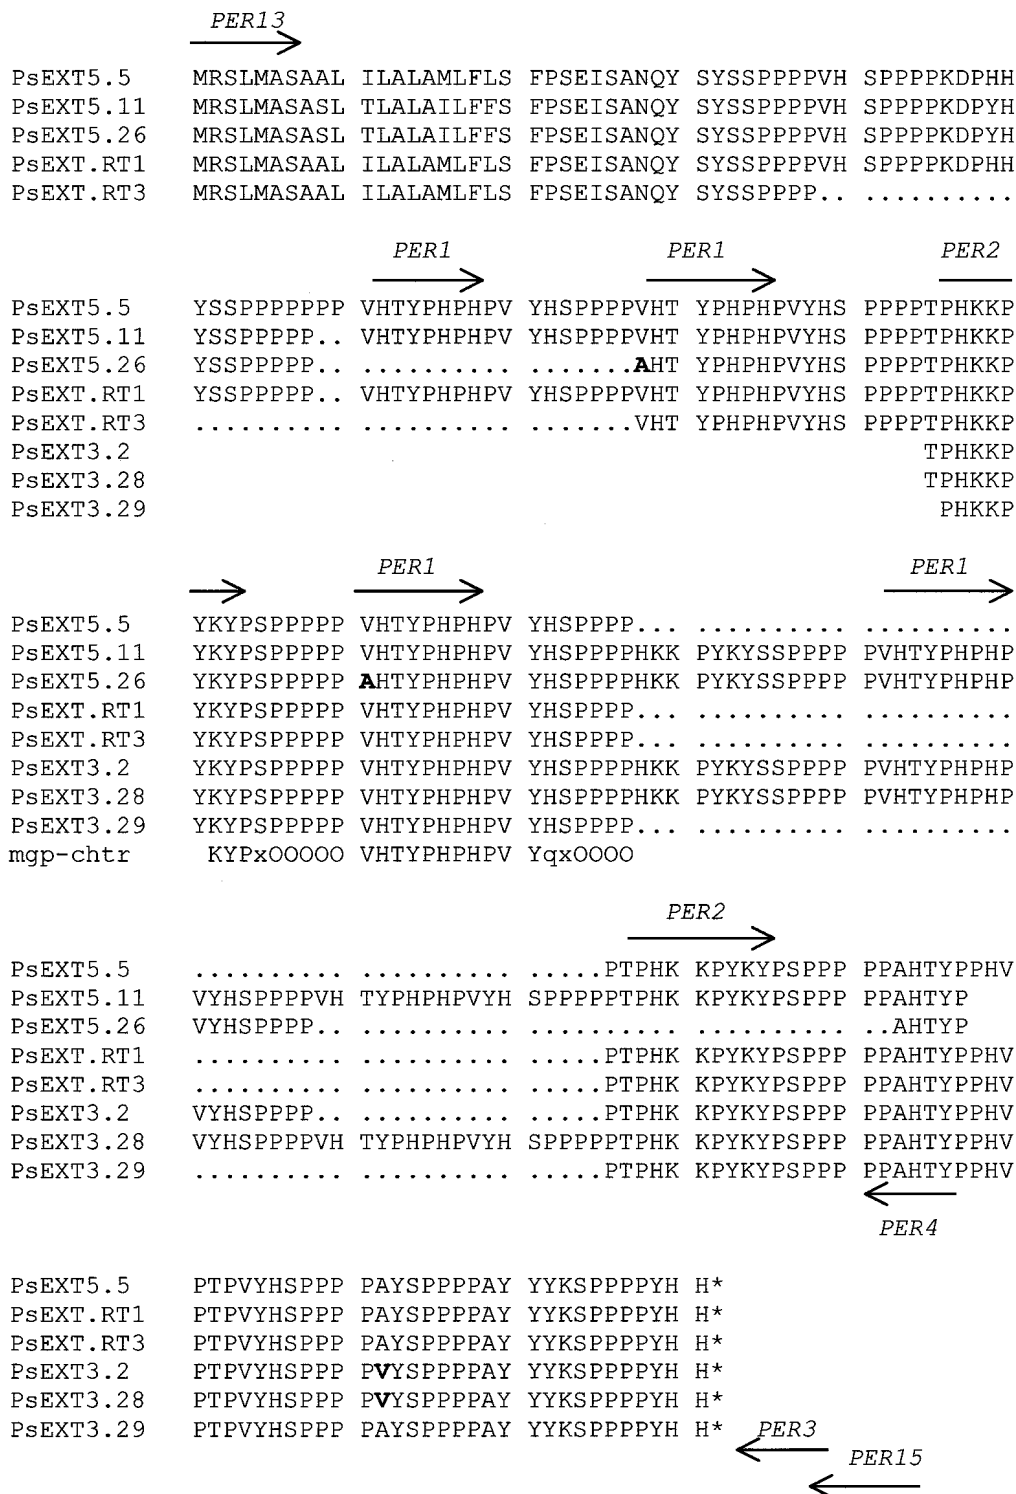 PER13
PsEXT5.5 MRSLMASAAL ILALAMLFLS FPSEISANQY SYSSPPPPVH SPPPPKDPHH
PsEXT5.11 MRSLMASASL TLALAILFFS FPSEISANQY SYSSPPPPVH SPPPPKDPYH
PsEXT5.26 MRSLMASASL TLALAILFFS FPSEISANQY SYSSPPPPVH SPPPPKDPYH
PsEXT.RT1 MRSLMASAAL ILALAMLFLS FPSEISANQY SYSSPPPPVH SPPPPKDPHH
PsEXT.RT3 MRSLMASAAL ILALAMLFLS FPSEISANQY SYSSPPPP.. ..........
PER1 PER1 PER2
PsEXT5.5 YSSPPPPPPP VHTYPHPHPV YHSPPPPVHT YPHPHPVYHS PPPPTPHKKP
PsEXT5.11 YSSPPPPP.. VHTYPHPHPV YHSPPPPVHT YPHPHPVYHS PPPPTPHKKP
PsEXT5.26 YSSPPPPP.. .......... .......AHT YPHPHPVYHS PPPPTPHKKP
PsEXT.RT1 YSSPPPPP.. VHTYPHPHPV YHSPPPPVHT YPHPHPVYHS PPPPTPHKKP
PsEXT.RT3 .......... .......... .......VHT YPHPHPVYHS PPPPTPHKKP
PsEXT3.2 TPHKKP
PsEXT3.28 TPHKKP
PsEXT3.29 PHKKP
PER1 PER1
PsEXT5.5 YKYPSPPPPP VHTYPHPHPV YHSPPPP... .......... ..........
PsEXT5.11 YKYPSPPPPP VHTYPHPHPV YHSPPPPHKK PYKYSSPPPP PVHTYPHPHP
PsEXT5.26 YKYPSPPPPP AHTYPHPHPV YHSPPPPHKK PYKYSSPPPP PVHTYPHPHP
PsEXT.RT1 YKYPSPPPPP VHTYPHPHPV YHSPPPP... .......... ..........
PsEXT.RT3 YKYPSPPPPP VHTYPHPHPV YHSPPPP... .......... ..........
PsEXT3.2 YKYPSPPPPP VHTYPHPHPV YHSPPPPHKK PYKYSSPPPP PVHTYPHPHP
PsEXT3.28 YKYPSPPPPP VHTYPHPHPV YHSPPPPHKK PYKYSSPPPP PVHTYPHPHP
PsEXT3.29 YKYPSPPPPP VHTYPHPHPV YHSPPPP... .......... ..........
mgp-chtr KYPxOOOOO VHTYPHPHPV YqxOOOO
PER2
PsEXT5.5 .......... .......... .....PTPHK KPYKYPSPPP PPAHTYPPHV
PsEXT5.11 VYHSPPPPVH TYPHPHPVYH SPPPPPTPHK KPYKYPSPPP PPAHTYP
PsEXT5.26 VYHSPPPP.. .......... .......... .......... ..AHTYP
PsEXT.RT1 .......... .......... .....PTPHK KPYKYPSPPP PPAHTYPPHV
PsEXT.RT3 .......... .......... .....PTPHK KPYKYPSPPP PPAHTYPPHV
PsEXT3.2 VYHSPPPP.. .......... .....PTPHK KPYKYPSPPP PPAHTYPPHV
PsEXT3.28 VYHSPPPPVH TYPHPHPVYH SPPPPPTPHK KPYKYPSPPP PPAHTYPPHV
PsEXT3.29 .......... .......... .....PTPHK KPYKYPSPPP PPAHTYPPHV
PER4
PsEXT5.5 PTPVYHSPPP PAYSPPPPAY YYKSPPPPYH H*
PsEXT.RT1 PTPVYHSPPP PAYSPPPPAY YYKSPPPPYH H*
PsEXT.RT3 PTPVYHSPPP PAYSPPPPAY YYKSPPPPYH H*
PsEXT3.2 PTPVYHSPPP PVYSPPPPAY YYKSPPPPYH H*
PsEXT3.28 PTPVYHSPPP PVYSPPPPAY YYKSPPPPYH H*
PsEXT3.29 PTPVYHSPPP PAYSPPPPAY YYKSPPPPYH H*
PER3
PER15